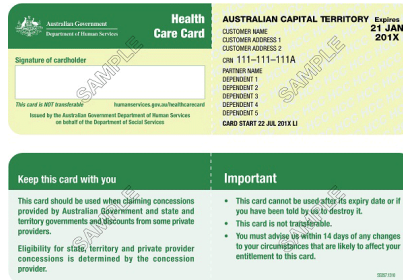 Australian Government
Department of Human Services
Health
Care Card
Signature of cardholder
SAMPLE
This card is NOT transferable humanservices.gov.au/healthcarecard
Issued by the Australian Government Department of Human Services
on behalf of the Department of Social Services
AUSTRALIAN CAPITAL TERRITORY Expires
21 JAN
201X
CUSTOMER NAME
CUSTOMER ADDRESS 1
CUSTOMER ADDRESS 2
CRN 111–111–111A
PARTNER NAME
DEPENDENT 1
DEPENDENT 2
DEPENDENT 3
DEPENDENT 4
DEPENDENT 5
CARD START 22 JUL 201X LI
SAMPLE
Keep this card with you
This card should be used when claiming concessions
provided by Australian Government and state and
territory governments and discounts from some private
providers.
Eligibility for state, territory and private provider
concessions is determined by the concession
provider.
SAMPLE
Important
• This card cannot be used after its expiry date or if
you have been told by us to destroy it.
• This card is not transferable.
• You must advise us within 14 days of any changes
to your circumstances that are likely to affect your
entitlement to this card.
SAMPLE